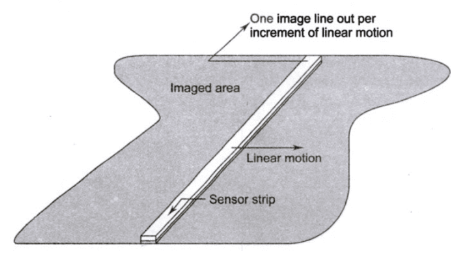 One image line out per
increment of linear motion
Imaged area
Linear motion
Sensor strip